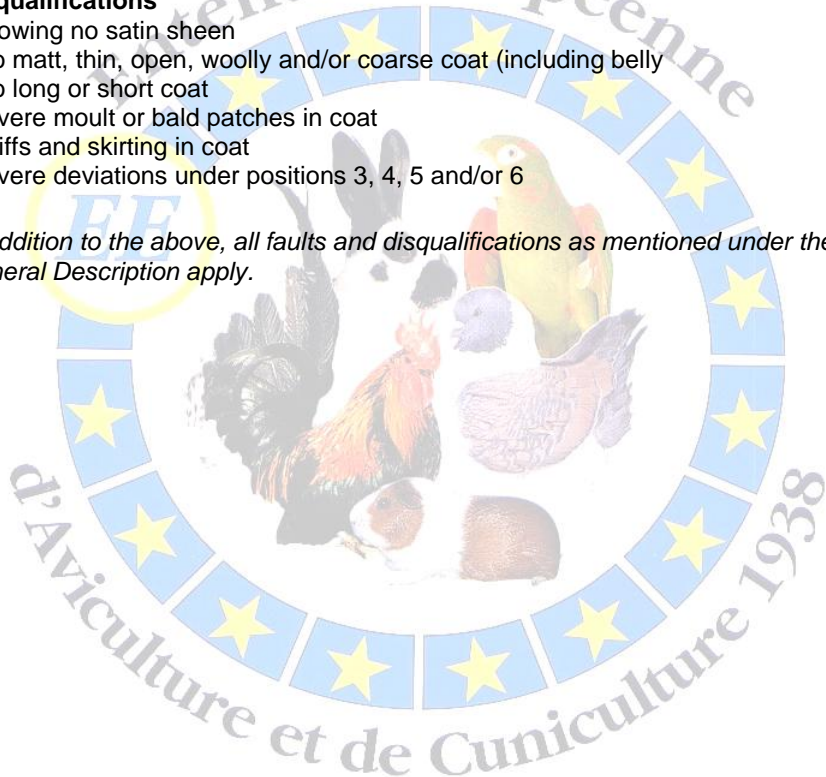 qualifications
owing no satin sheen
o matt, thin, open, woolly and/or coarse coat (including belly
o long or short coat
vere moult or bald patches in coat
iffs and skirting in coat
vere deviations under positions 3, 4, 5 and/or 6
ddition to the above, all faults and disqualifications as mentioned under the
neral Description apply.
EE
d'Aviculture et de Cuniculture 1938